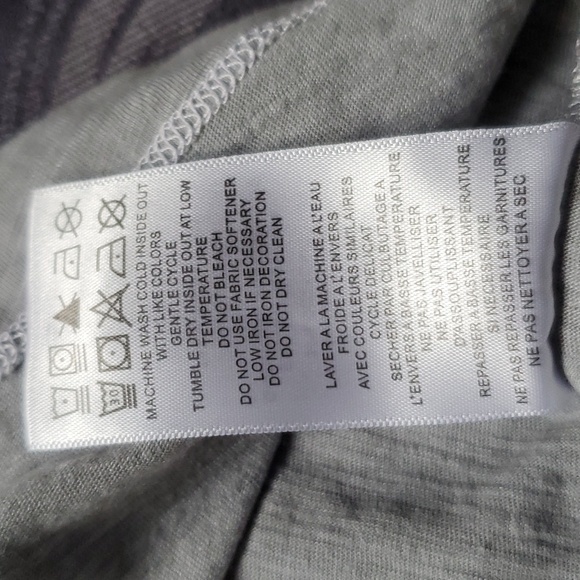 30
MACHINE WASH COLD INSIDE OUT
WITH LIKE COLORS
GENTLE CYCLE
TUMBLE DRY INSIDE OUT AT LOW
TEMPERATURE
DO NOT BLEACH
DO NOT USE FABRIC SOFTENER
LOW IRON IF NECESSARY
DO NOT IRON DECORATION
DO NOT DRY CLEAN
LAVER A LA MACHINE A L'EAU
FROIDE A L'ENVERS
AVEC COULEURS SIMILAIRES
CYCLE DELICAT
SECHER PAR CULBUTAGE A
L'ENVERS BASSE TEMPERATURE
PAS JAVELLISER
NE PAS UTILISER
D'ASSOUPLISSANT
REPASSER A BASSE TEMPERATURE
SI NECESSAIRE
NE PAS REPASSER LES GARNITURES
NE PAS NETTOYER A SEC